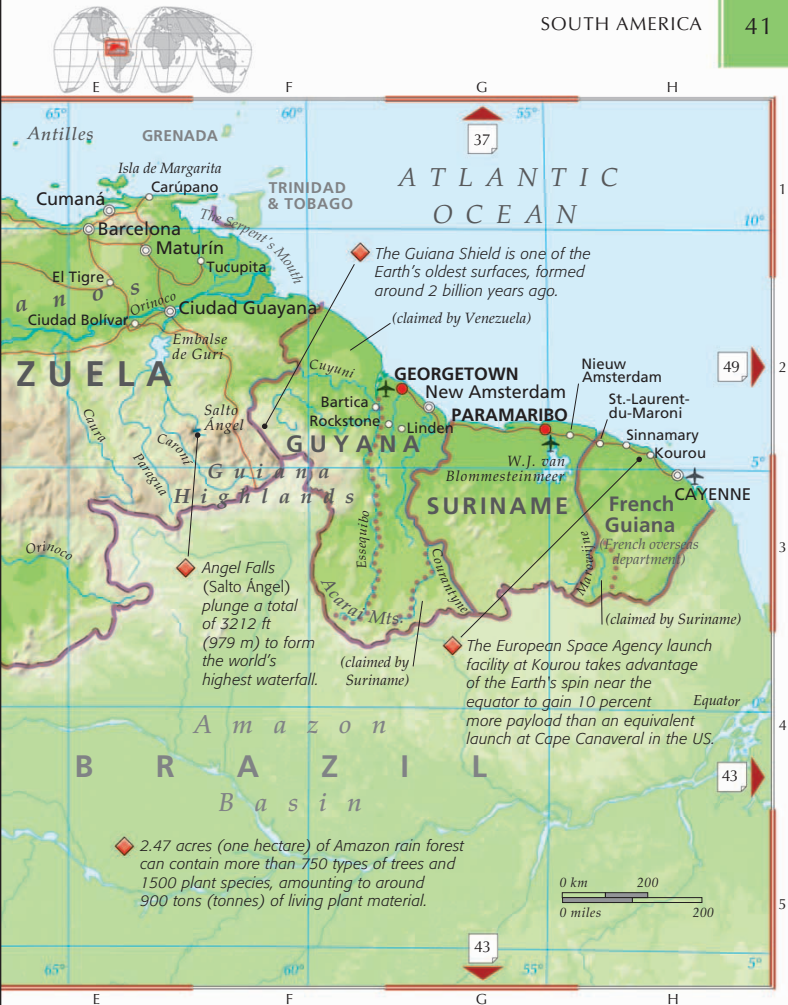 SOUTH AMERICA
41
E
F
G
H
65°
60°
55°
37
Antilles
GRENADA
Isla de Margarita
Carúpano
Cumaná
TRINIDAD
& TOBAGO
ATLANTIC
OCEAN
1
10°
Barcelona
The Serpent's Mouth
Maturín
Tucupita
The Guiana Shield is one of the
Earth's oldest surfaces, formed
around 2 billion years ago.
El Tigre
anos
Orinoco
Ciudad Guayana
Ciudad Bolívar
(claimed by Venezuela)
Embalse
de Guri
ZUELA
Cuyuni
GEORGETOWN
New Amsterdam
Nieuw
Amsterdam
49
2
Bartica
Rockstone
Linden
PARAMARIBO
St.-Laurent-
du-Maroni
Sinnamary
Kourou
Salto
Ángel
Caura
Caroní
Paragua
GUYANA
Guiana
Highlands
W.J. van
Blommesteinmeer
5°
CAYENNE
SURINAME
French
Guiana
(French overseas
department)
Orinoco
Essequibo
Courantyne
Maroni
Marowijne
3
Angel Falls
(Salto Ángel)
plunge a total
of 3212 ft
(979 m) to form
the world's
highest waterfall.
Acarai Mts.
(claimed by
Suriname)
(claimed by Suriname)
The European Space Agency launch
facility at Kourou takes advantage
of the Earth's spin near the
equator to gain 10 percent
more payload than an equivalent
launch at Cape Canaveral in the US.
Equator
0°
Amazon
4
BRAZIL
43
Basin
2.47 acres (one hectare) of Amazon rain forest
can contain more than 750 types of trees and
1500 plant species, amounting to around
900 tons (tonnes) of living plant material.
0 km 200
0 miles 200
5
43
65°
60°
55°
5°
E
F
G
H